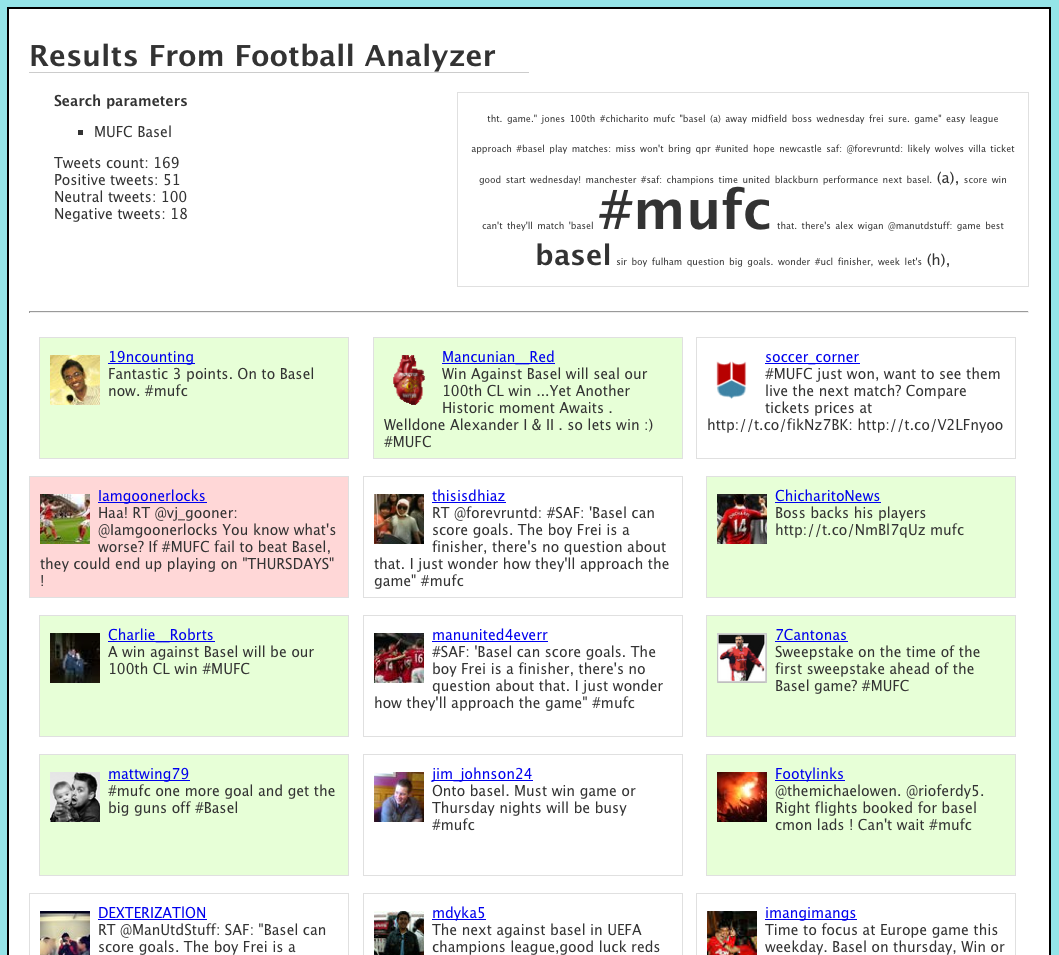 Results From Football Analyzer
Search parameters
MUFC Basel
Tweets count: 169
Positive tweets: 51
Neutral tweets: 100
Negative tweets: 18
tht. game." jones 100th #chicharito mufc "basel (a) away midfield boss wednesday frei sure. game" easy league
approach #basel play matches: miss won't bring qpr #united hope newcastle saf: @forevruntd: likely wolves villa ticket
good start wednesday! manchester #saf: champions time united blackburn performance next basel. (a), score win
can't they'll match 'basel #mufc that. there's alex wigan @manutdstuff: game best
basel sir boy fulham question big goals. wonder #ucl finisher, week let's (h),
19ncounting
Fantastic 3 points. On to Basel
now. #mufc
Mancunian__Red
Win Against Basel will seal our
100th CL win ...Yet Another
Historic moment Awaits .
Welldone Alexander I & II . so lets win :)
#MUFC
soccer_corner
#MUFC just won, want to see them
live the next match? Compare
tickets prices at
http://t.co/fikNz7BK: http://t.co/V2LFnyoo
Iamgoonerlocks
Haa! RT @vj_gooner:
@Iamgoonerlocks You know what's
worse? If #MUFC fail to beat Basel,
they could end up playing on "THURSDAYS"
!
thisisdhiaz
RT @forevruntd: #SAF: 'Basel can
score goals. The boy Frei is a
finisher, there's no question about
that. I just wonder how they'll approach the
game" #mufc
ChicharitoNews
Boss backs his players
http://t.co/NmBl7qUz mufc
Charlie__Robrts
A win against Basel will be our
100th CL win #MUFC
manunited4everr
#SAF: 'Basel can score goals. The
boy Frei is a finisher, there's no
question about that. I just wonder
how they'll approach the game" #mufc
7Cantonas
Sweepstake on the time of the
first sweepstake ahead of the
Basel game? #MUFC
mattwing79
#mufc one more goal and get the
big guns off #Basel
jim_johnson24
Onto basel. Must win game or
Thursday nights will be busy
#mufc
Footylinks
@themichaelowen. @rioferdy5.
Right flights booked for basel
cmon lads ! Can't wait #mufc
DEXTERIZATION
RT @ManUtdStuff: SAF: "Basel can
score goals. The boy Frei is a
mdyka5
The next against basel in UEFA
champions league,good luck reds
imangimangs
Time to focus at Europe game this
weekday. Basel on thursday, Win or